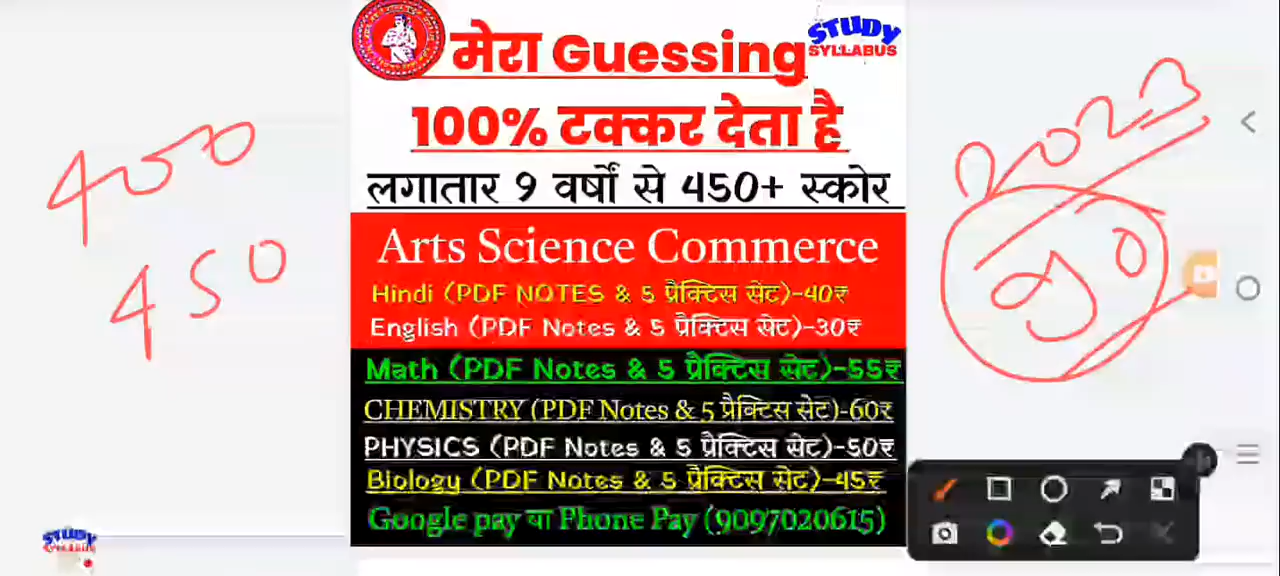 STUDY
SYLLABUS
मेरा Guessing
100% टक्कर देता है
लगातार 9 वर्षों से 450+ स्कोर
Arts Science Commerce
Hindi (PDF NOTES & 5 प्रैक्टिस सेट)-40₹
English (PDF Notes & 5 प्रैक्टिस सेट)-30₹
Math (PDF Notes & 5 प्रैक्टिस सेट)-55₹
CHEMISTRY (PDF Notes & 5 प्रैक्टिस सेट)-60₹
PHYSICS (PDF Notes & 5 प्रैक्टिस सेट)-50₹
Biology (PDF Notes & 5 प्रैक्टिस सेट)-45₹
Google pay या Phone Pay (9097020615)
400
450
2023
STUDY
SYLLABUS